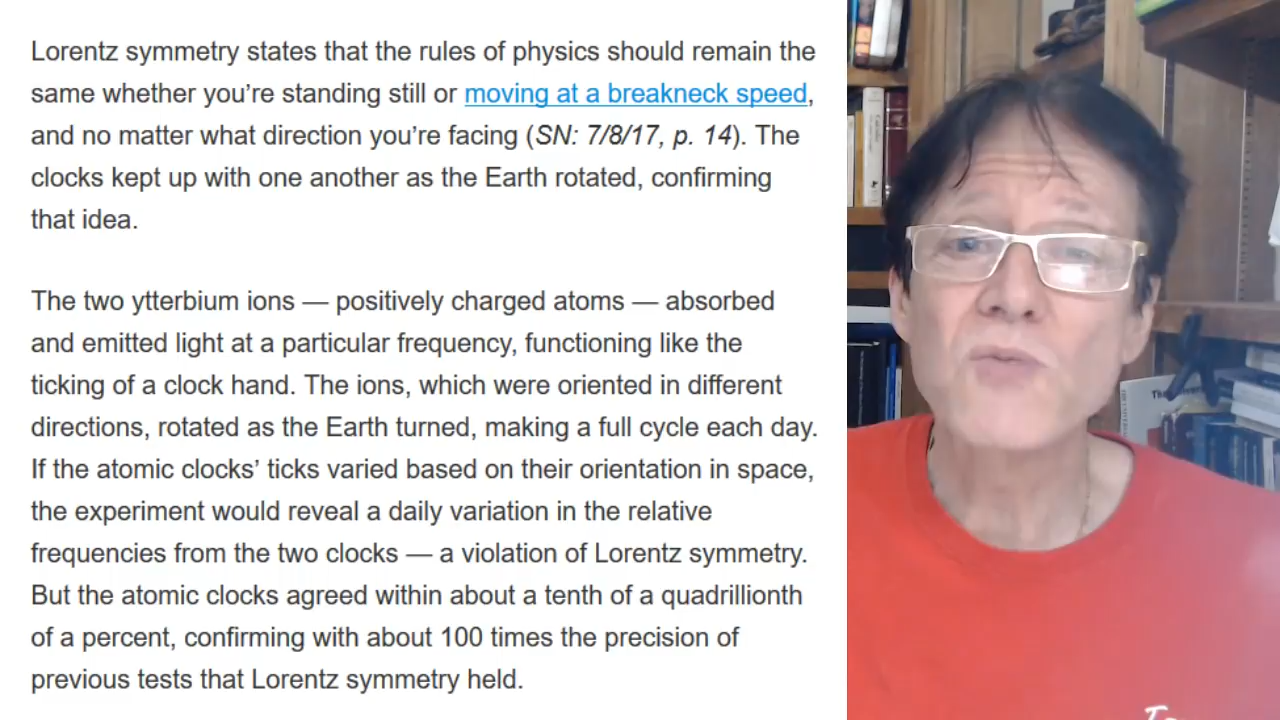 Lorentz symmetry states that the rules of physics should remain the
same whether you’re standing still or moving at a breakneck speed,
and no matter what direction you’re facing (SN: 7/8/17, p. 14). The
clocks kept up with one another as the Earth rotated, confirming
that idea.
The two ytterbium ions — positively charged atoms — absorbed
and emitted light at a particular frequency, functioning like the
ticking of a clock hand. The ions, which were oriented in different
directions, rotated as the Earth turned, making a full cycle each day.
If the atomic clocks’ ticks varied based on their orientation in space,
the experiment would reveal a daily variation in the relative
frequencies from the two clocks — a violation of Lorentz symmetry.
But the atomic clocks agreed within about a tenth of a quadrillionth
of a percent, confirming with about 100 times the precision of
previous tests that Lorentz symmetry held.